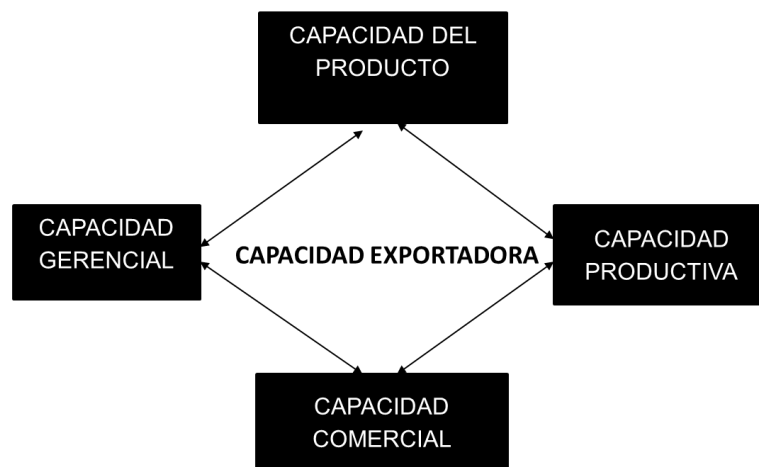 CAPACIDAD DEL
PRODUCTO
CAPACIDAD
GERENCIAL
CAPACIDAD EXPORTADORA
CAPACIDAD
PRODUCTIVA
CAPACIDAD
COMERCIAL